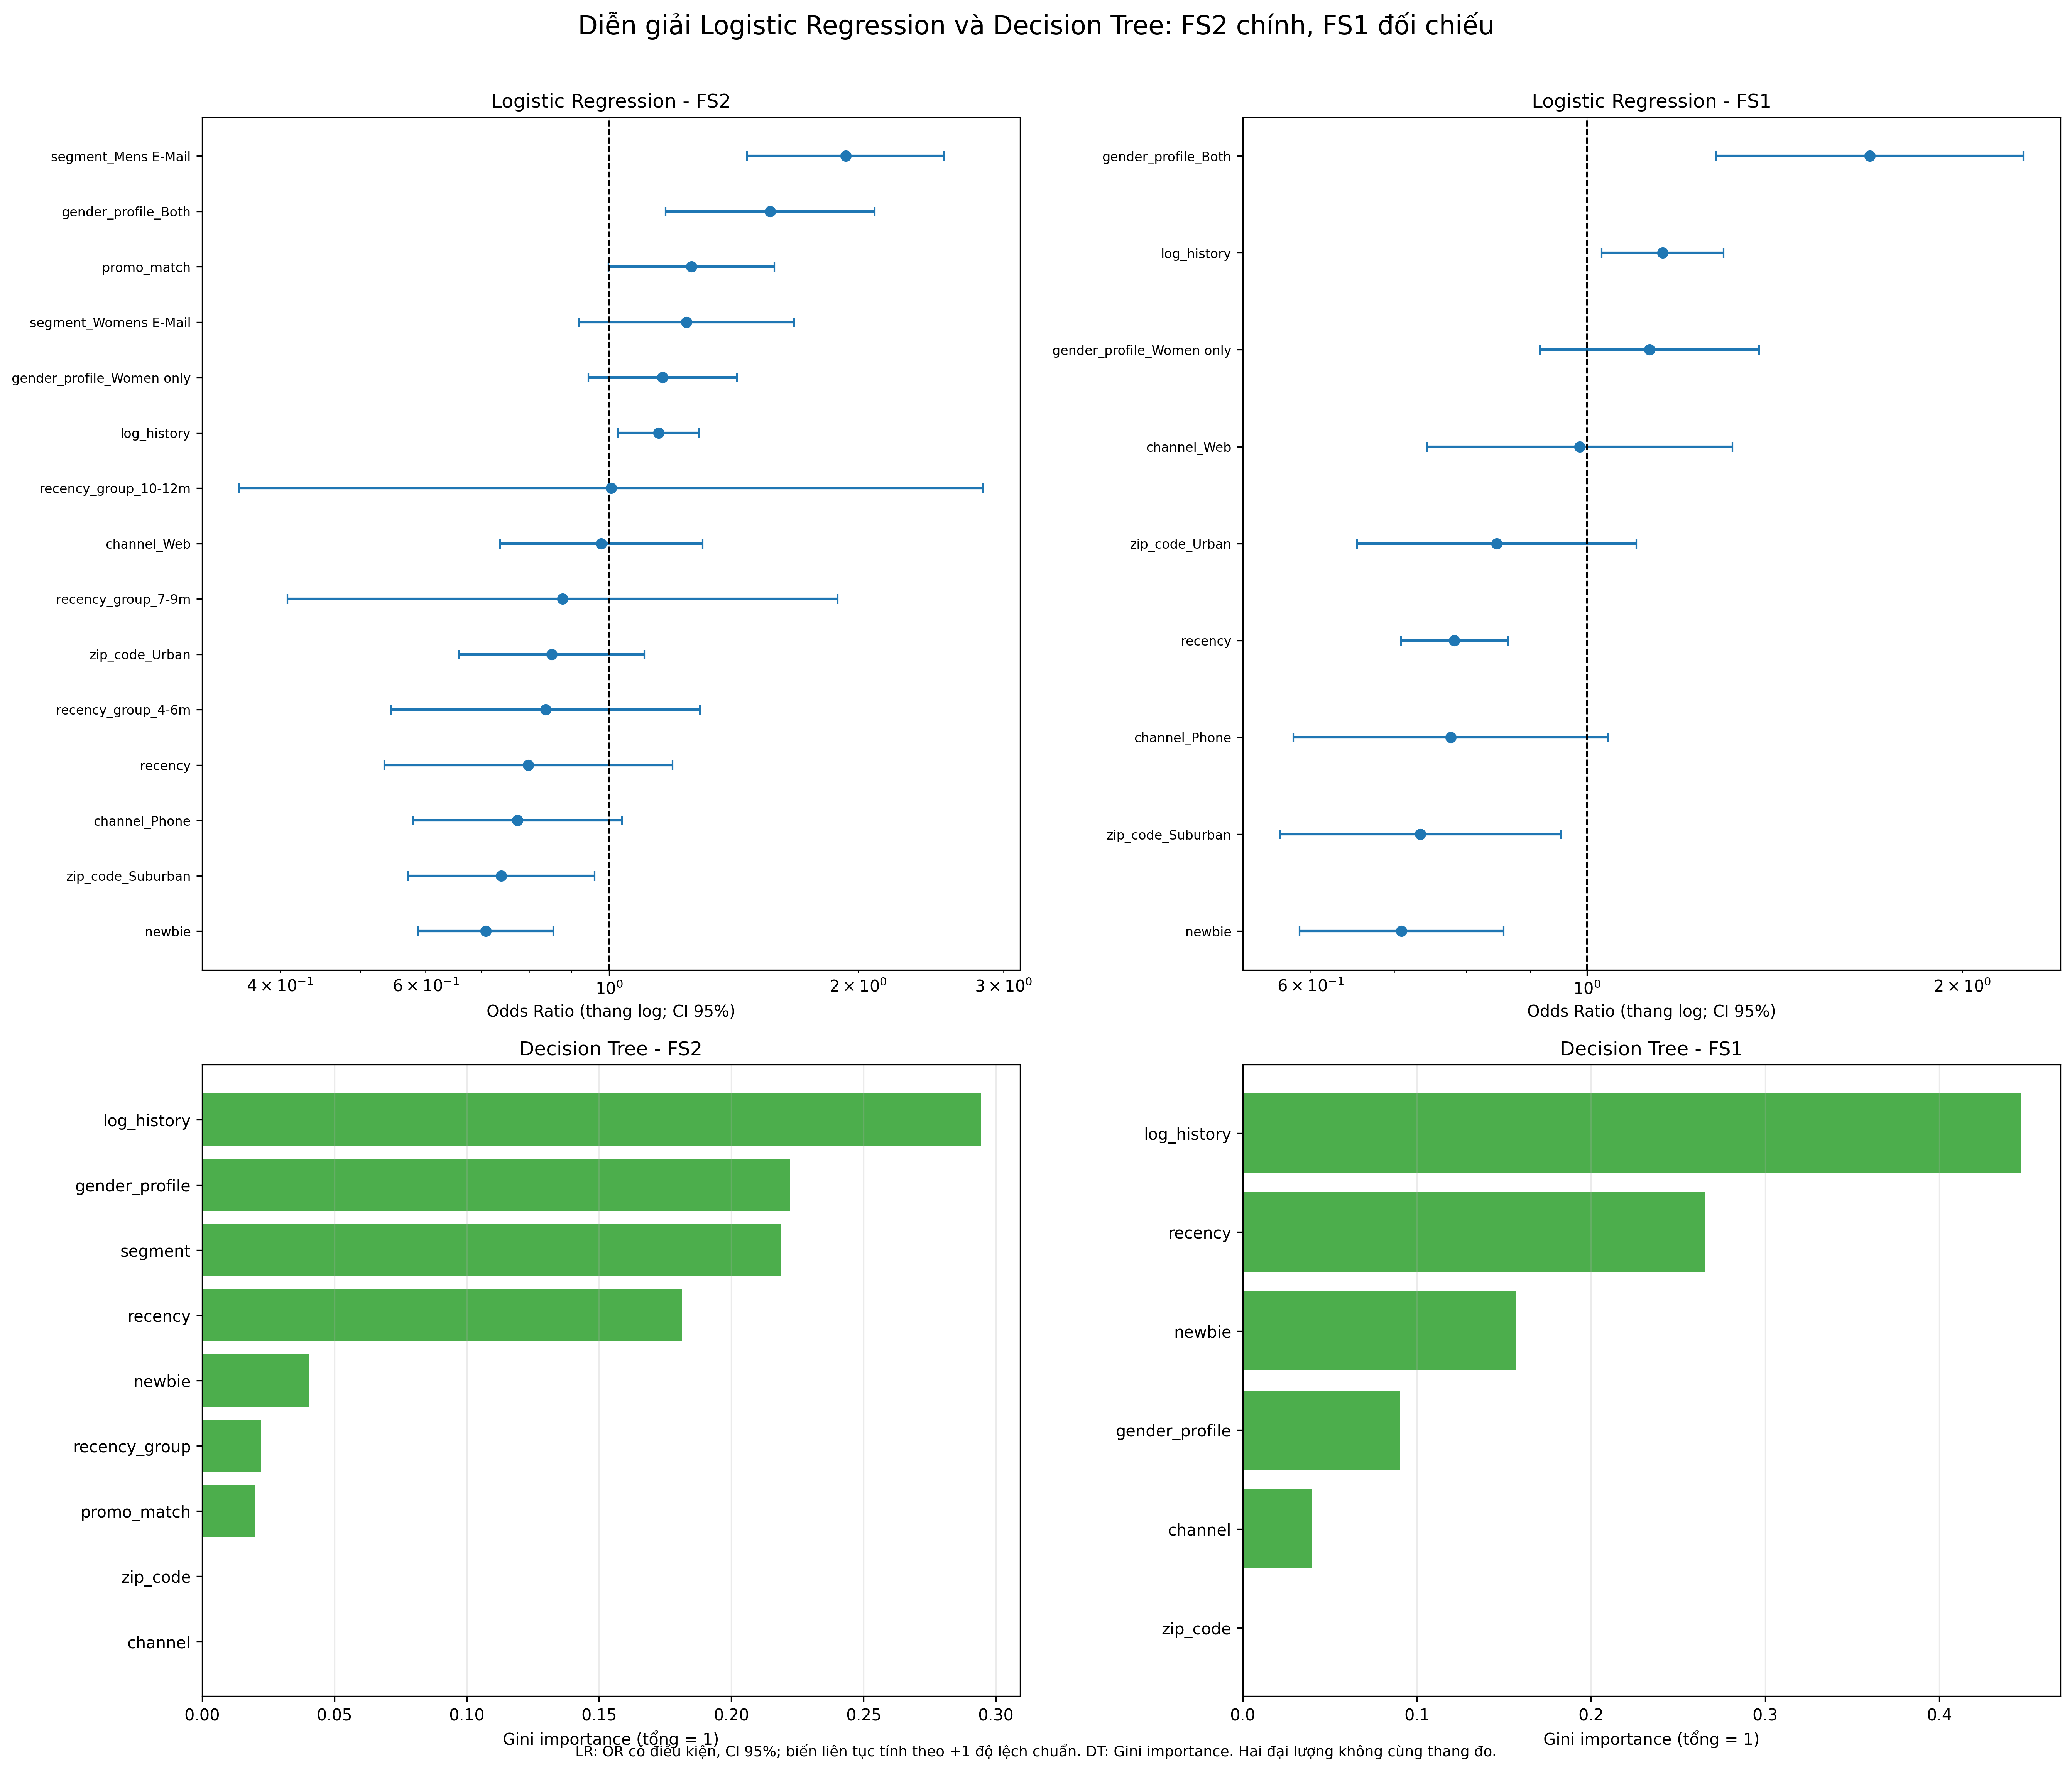 Diễn giải Logistic Regression và Decision Tree: FS2 chính, FS1 đối chiếu
Logistic Regression - FS2
segment_Mens E-Mail
gender_profile_Both
promo_match
segment_Womens E-Mail
gender_profile_Women only
log_history
recency_group_10-12m
channel_Web
recency_group_7-9m
zip_code_Urban
recency_group_4-6m
recency
channel_Phone
zip_code_Suburban
newbie
4 × 10⁻¹ 6 × 10⁻¹ 10⁰ 2 × 10⁰ 3 × 10⁰
Odds Ratio (thang log; CI 95%)
Logistic Regression - FS1
gender_profile_Both
log_history
gender_profile_Women only
channel_Web
zip_code_Urban
recency
channel_Phone
zip_code_Suburban
newbie
6 × 10⁻¹ 10⁰ 2 × 10⁰
Odds Ratio (thang log; CI 95%)
Decision Tree - FS2
log_history
gender_profile
segment
recency
newbie
recency_group
promo_match
zip_code
channel
0.00 0.05 0.10 0.15 0.20 0.25 0.30
Gini importance (tổng = 1)
Decision Tree - FS1
log_history
recency
newbie
gender_profile
channel
zip_code
0.0 0.1 0.2 0.3 0.4
Gini importance (tổng = 1)
LR: OR có điều kiện, CI 95%; biến liên tục tính theo +1 độ lệch chuẩn. DT: Gini importance. Hai đại lượng không cùng thang đo.